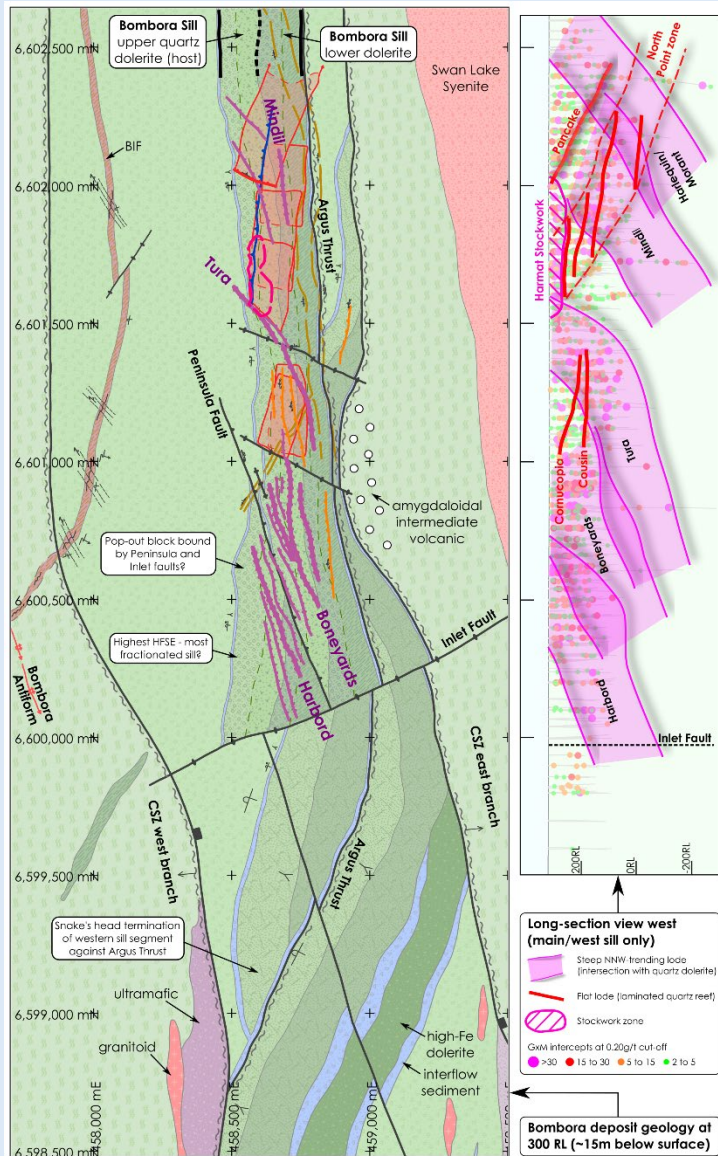 Bombora Sill
upper quartz
dolerite (host)
Bombora Sill
lower dolerite
Swan Lake
Syenite
6,602,500 mN
BIF
Mindil
6,602,000 mN
Argus Thrust
Tura
6,601,500 mN
Peninsula Fault
6,601,000 mN
amygdaloidal
intermediate
volcanic
Pop-out block bound
by Peninsula and
Inlet faults?
6,600,500 mN
Boneyards
Highest HFSE - most
fractionated sill?
Inlet Fault
Harbord
Bombora
Antiform
6,600,000 mN
CSZ west branch
CSZ east branch
6,599,500 mN
Argus Thrust
Snake's head termination
of western sill segment
against Argus Thrust
ultramafic
6,599,000 mN
granitoid
high-Fe
dolerite
interflow
sediment
6,598,500 mN
458,000 mE
458,500 mE
459,000 mE
North
Point zone
Pancake
Harlequin/
Morant
Mindil
Harmat Stockwork
Tura
Cornucopia
Cousin
Boneyards
Harbord
Inlet Fault
200RL
0RL
-200RL
Long-section view west
(main/west sill only)
Steep NNW-trending lode
(intersection with quartz dolerite)
Flat lode (laminated quartz reef)
Stockwork zone
GxM intercepts at 0.20g/t cut-off
>30
15 to 30
5 to 15
2 to 5
Bombora deposit geology at
300 RL (~15m below surface)